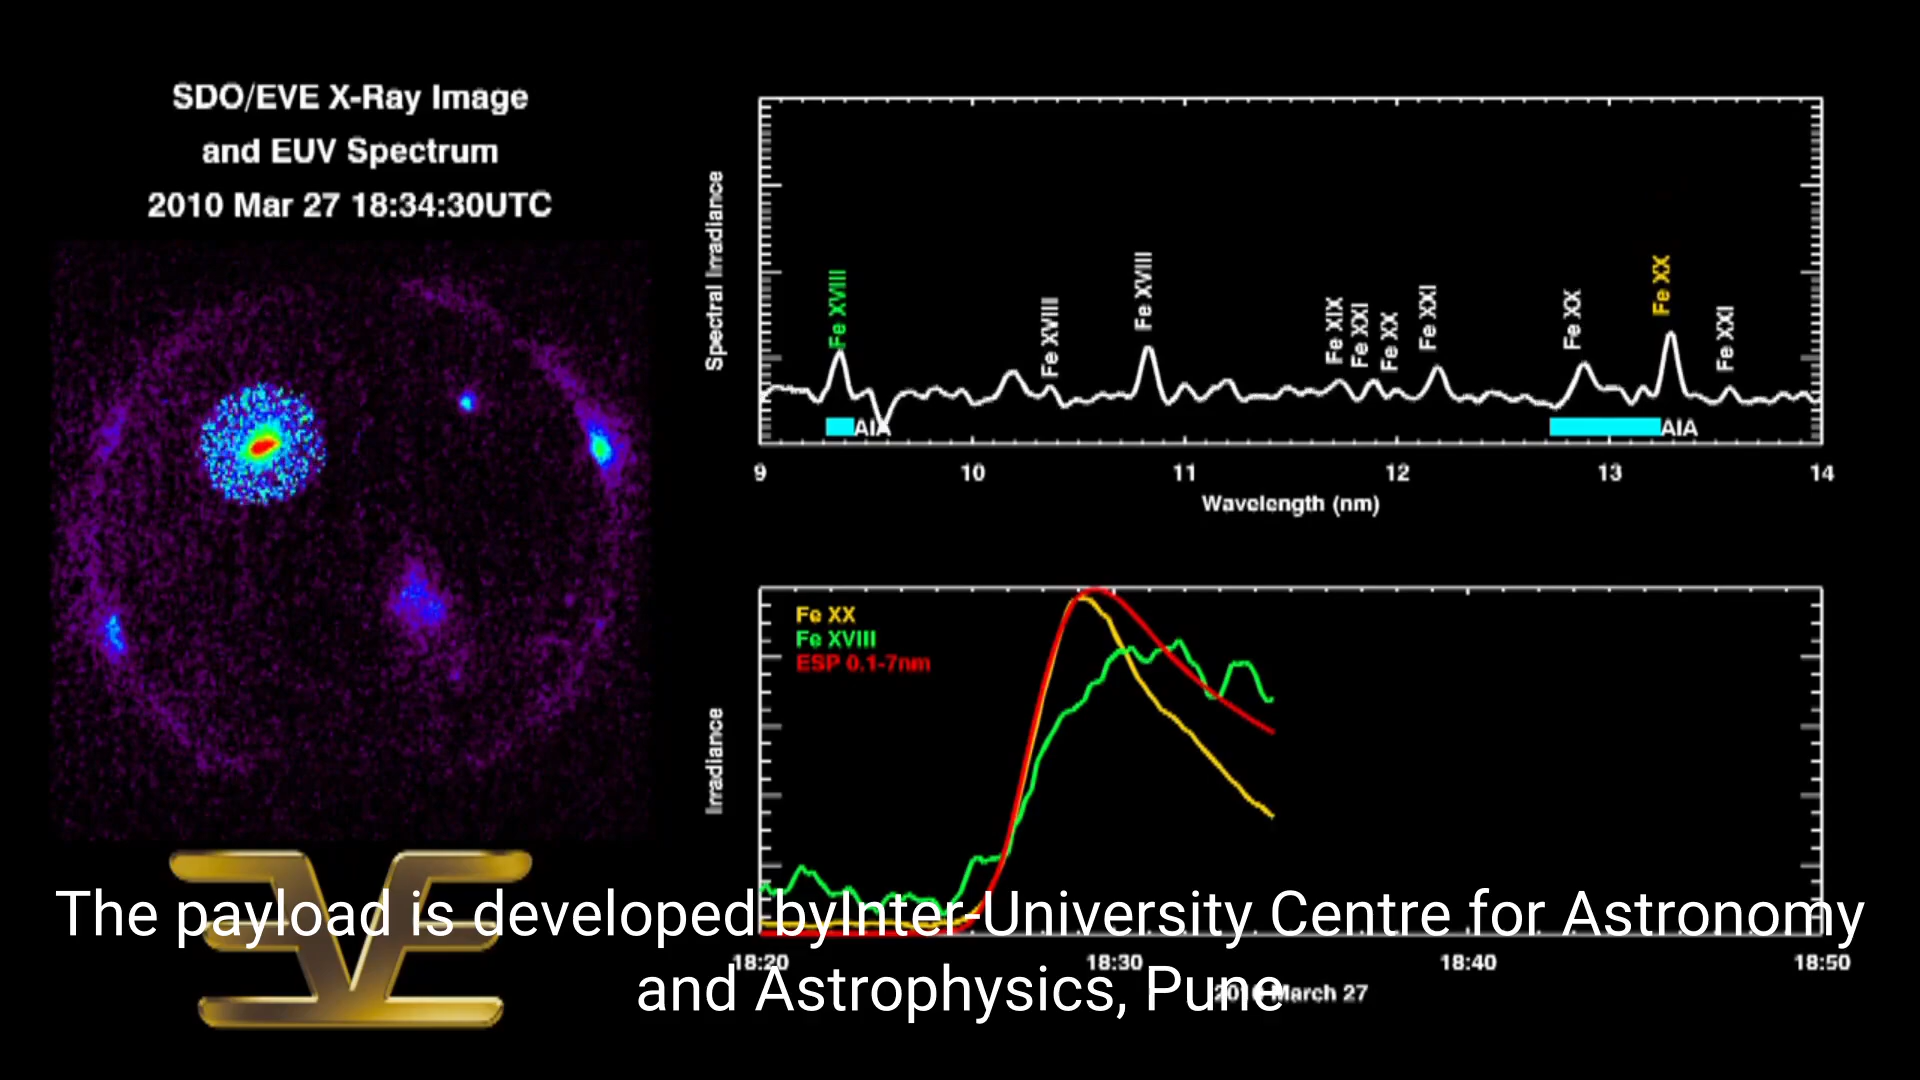 SDO/EVE X-Ray Image
and EUV Spectrum
2010 Mar 27 18:34:30UTC
Spectral Irradiance
Fe XVIII
Fe XVIII
Fe XVIII
Fe XIX
Fe XXI
Fe XX
Fe XXI
Fe XX
Fe XX
Fe XXI
AIA
AIA
9
10
11
12
13
14
Wavelength (nm)
Irradiance
Fe XX
Fe XVIII
ESP 0.1-7nm
18:20
18:30
18:40
18:50
March 27
EVE
The payload is developed byInter-University Centre for Astronomy
and Astrophysics, Pune